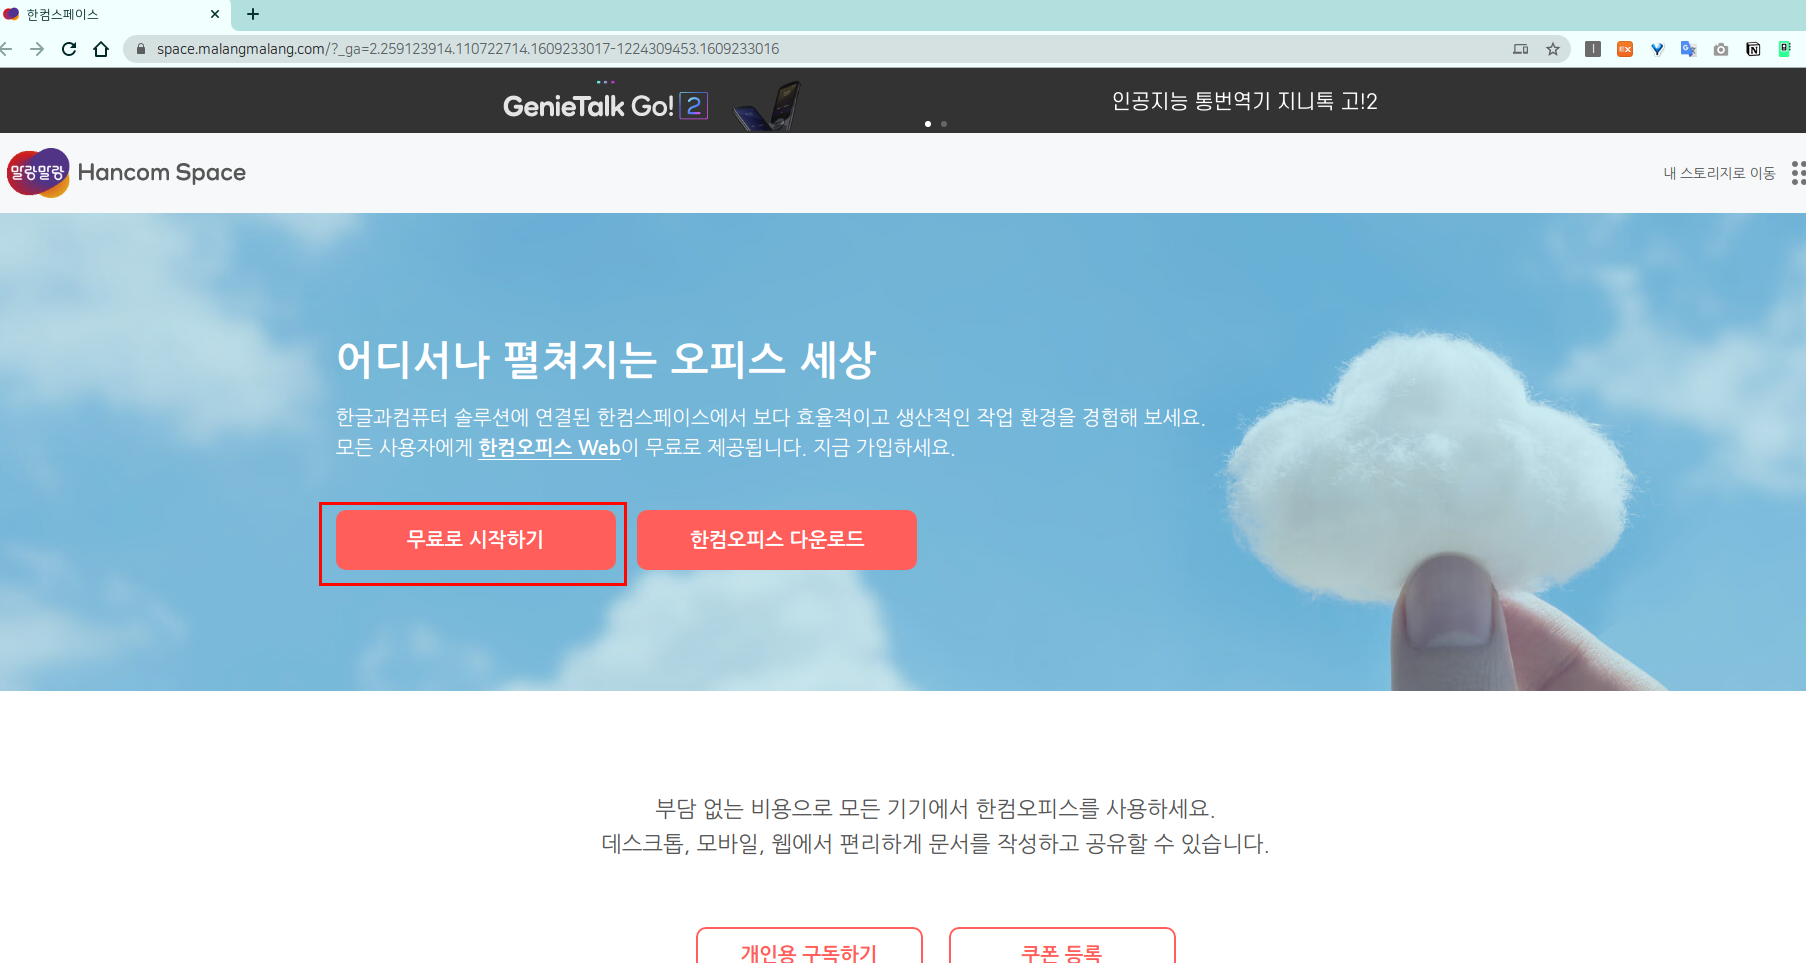 한컴스페이스
space.malangmalang.com/?_ga=2.259123914.110722714.1609233017-1224309453.1609233016
GenieTalk Go! 2
인공지능 통번역기 지니톡 고!2
말랑말랑 Hancom Space
내 스토리지로 이동
어디서나 펼쳐지는 오피스 세상
한글과컴퓨터 솔루션에 연결된 한컴스페이스에서 보다 효율적이고 생산적인 작업 환경을 경험해 보세요.
모든 사용자에게 한컴오피스 Web이 무료로 제공됩니다. 지금 가입하세요.
무료로 시작하기
한컴오피스 다운로드
부담 없는 비용으로 모든 기기에서 한컴오피스를 사용하세요.
데스크톱, 모바일, 웹에서 편리하게 문서를 작성하고 공유할 수 있습니다.
개인용 구독하기
쿠폰 등록